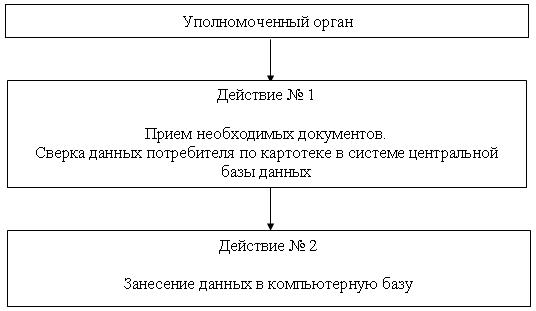 Уполномоченный орган
Действие № 1
Прием необходимых документов.
Сверка данных потребителя по картотеке в системе центральной
базы данных
Действие № 2
Занесение данных в компьютерную базу